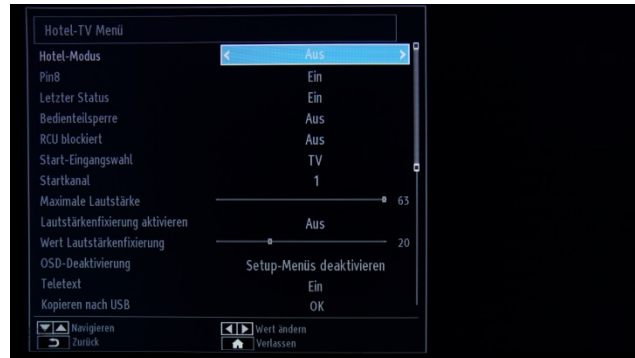 Hotel-TV Menü
Hotel-Modus Aus
Pin8 Ein
Letzter Status Ein
Bedienteilsperre Aus
RCU blockiert Aus
Start-Eingangswahl TV
Startkanal 1
Maximale Lautstärke 63
Lautstärkenfixierung aktivieren Aus
Wert Lautstärkenfixierung 20
OSD-Deaktivierung Setup-Menüs deaktivieren
Teletext Ein
Kopieren nach USB OK
Navigieren Wert ändern
Zurück Verlassen